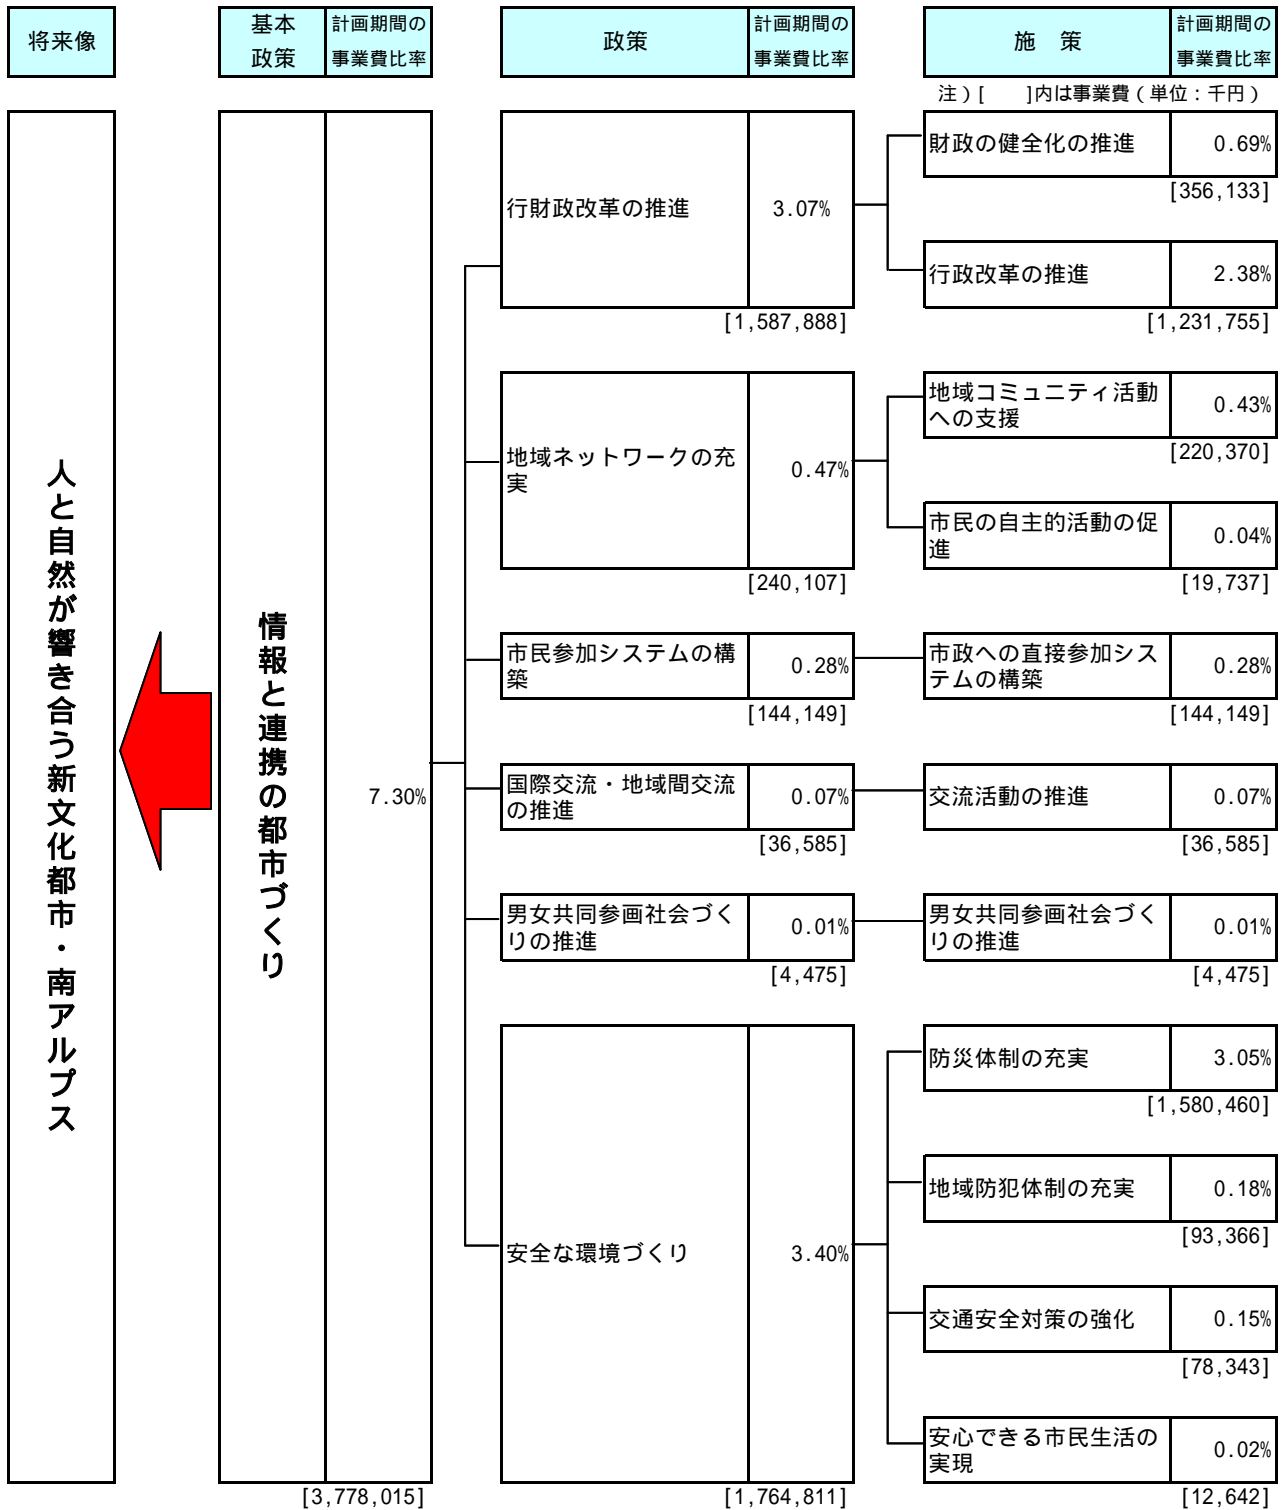 将来像
基本
政策
計画期間の
事業費比率
政策
計画期間の
事業費比率
施　策
計画期間の
事業費比率
注）[　　]内は事業費（単位：千円）
人と自然が響き合う新文化都市・南アルプス
情報と連携の都市づくり
7.30%
[3,778,015]
行財政改革の推進
3.07%
[1,587,888]
財政の健全化の推進
0.69%
[356,133]
行政改革の推進
2.38%
[1,231,755]
地域ネットワークの充
実
0.47%
[240,107]
地域コミュニティ活動
への支援
0.43%
[220,370]
市民の自主的活動の促
進
0.04%
[19,737]
市民参加システムの構
築
0.28%
[144,149]
市政への直接参加シス
テムの構築
0.28%
[144,149]
国際交流・地域間交流
の推進
0.07%
[36,585]
交流活動の推進
0.07%
[36,585]
男女共同参画社会づく
りの推進
0.01%
[4,475]
男女共同参画社会づく
りの推進
0.01%
[4,475]
安全な環境づくり
3.40%
[1,764,811]
防災体制の充実
3.05%
[1,580,460]
地域防犯体制の充実
0.18%
[93,366]
交通安全対策の強化
0.15%
[78,343]
安心できる市民生活の
実現
0.02%
[12,642]